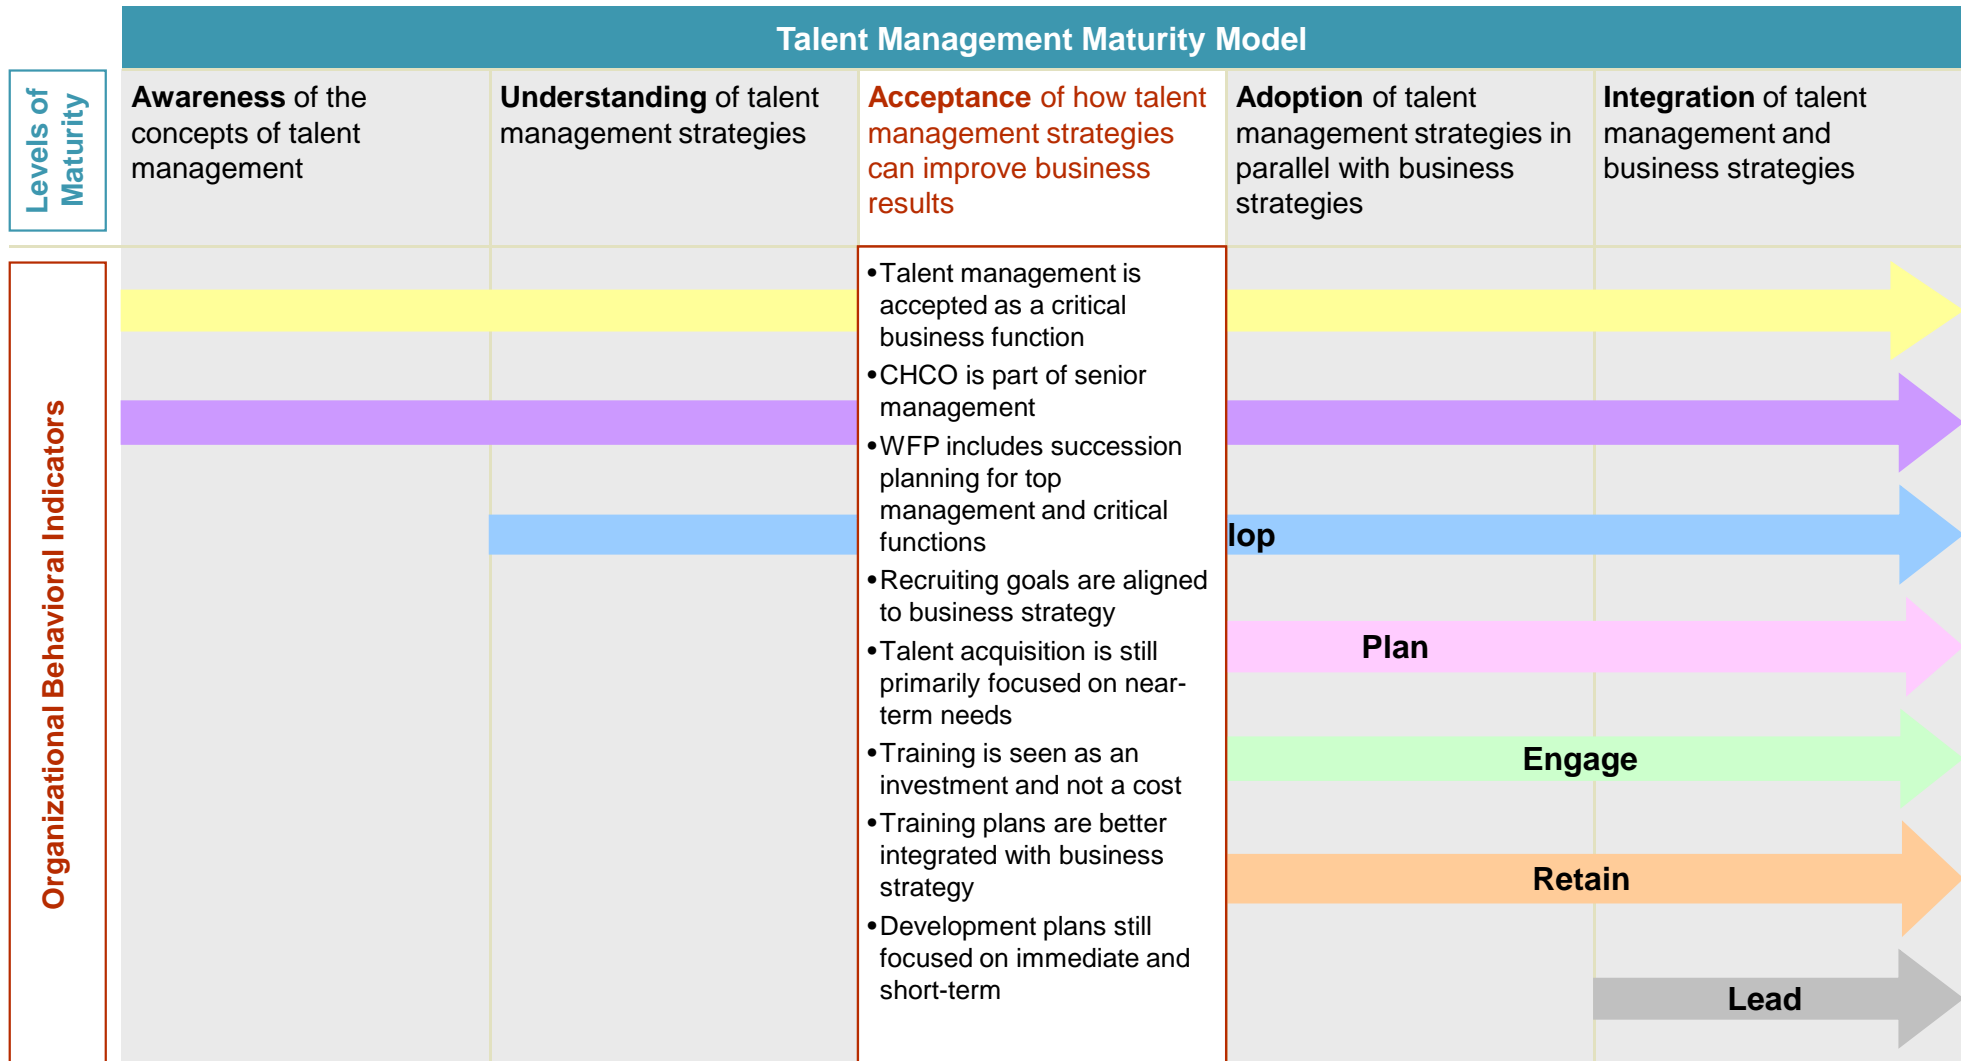 Talent Management Maturity Model
Levels of
Maturity
Awareness of the
concepts of talent
management
Understanding of talent
management strategies
Acceptance of how talent
management strategies
can improve business
results
Adoption of talent
management strategies in
parallel with business
strategies
Integration of talent
management and
business strategies
Organizational Behavioral Indicators
•Talent management is
accepted as a critical
business function
•CHCO is part of senior
management
•WFP includes succession
planning for top
management and critical
functions
•Recruiting goals are aligned
to business strategy
•Talent acquisition is still
primarily focused on near-
term needs
•Training is seen as an
investment and not a cost
•Training plans are better
integrated with business
strategy
•Development plans still
focused on immediate and
short-term
lop
Plan
Engage
Retain
Lead